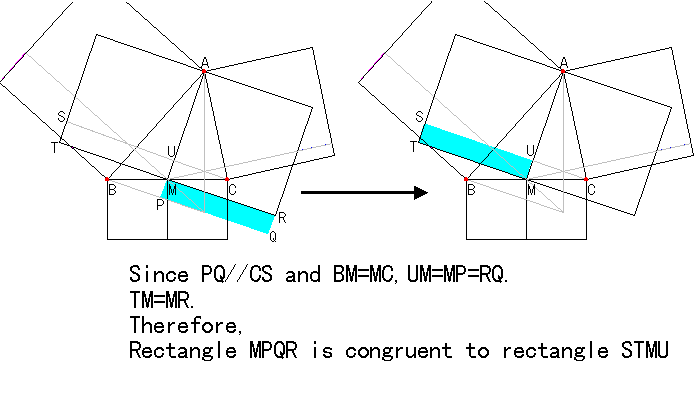 A
A
S
S
T
U
T
U
B
M
C
B
M
C
P
R
Q
Since PQ//CS and BM=MC, UM=MP=RQ.
TM=MR.
Therefore,
Rectangle MPQR is congruent to rectangle STMU